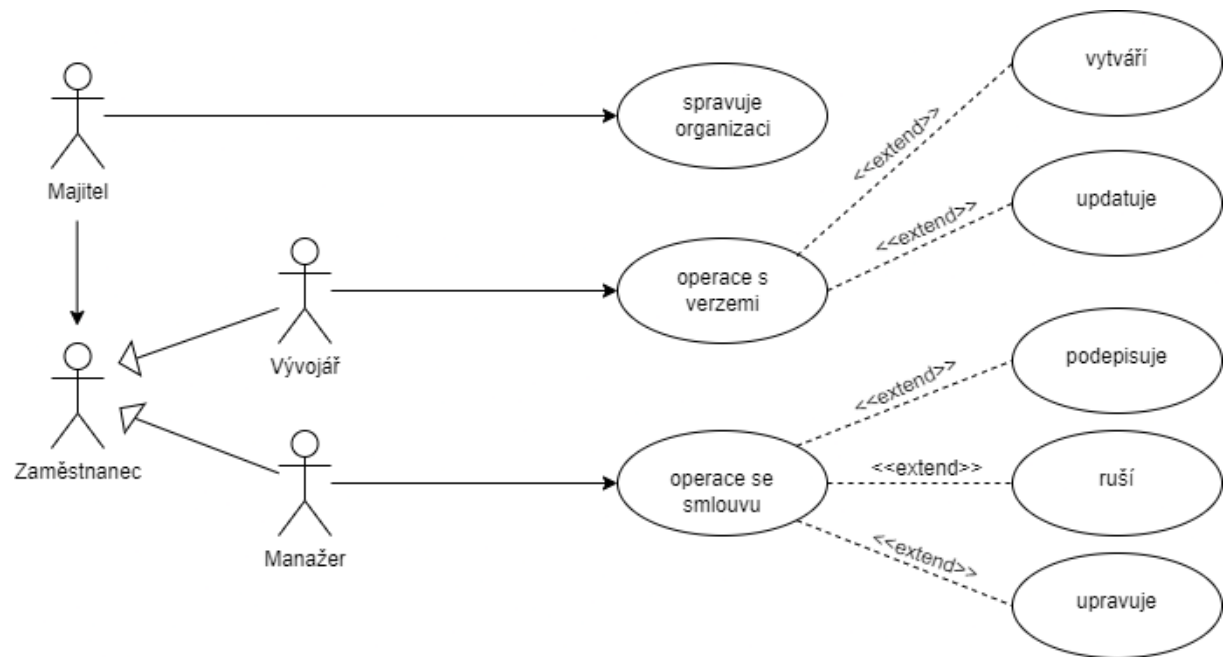 vytváří
spravuje
organizaci
<<extend>>
Majitel
updatuje
<<extend>>
operace s
verzemi
Vývojář
podepisuje
<<extend>>
Zaměstnanec
operace se
smlouvu
<<extend>>
ruší
Manažer
<<extend>>
upravuje